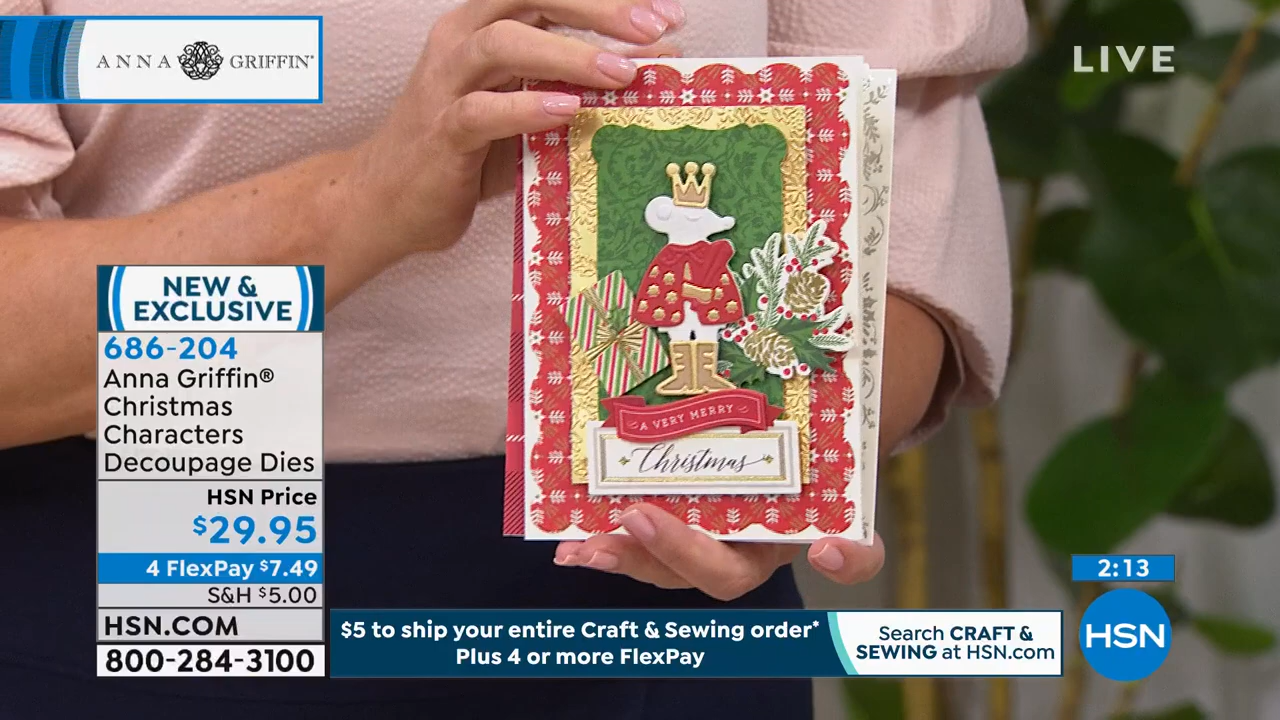 ANNA GRIFFIN®
LIVE
NEW &
EXCLUSIVE
686-204
Anna Griffin®
Christmas
Characters
Decoupage Dies
HSN Price
$29.95
4 FlexPay $7.49
S&H $5.00
HSN.COM
800-284-3100
A VERY MERRY
Christmas
$5 to ship your entire Craft & Sewing order*
Plus 4 or more FlexPay
Search CRAFT &
SEWING at HSN.com
2:13
HSN